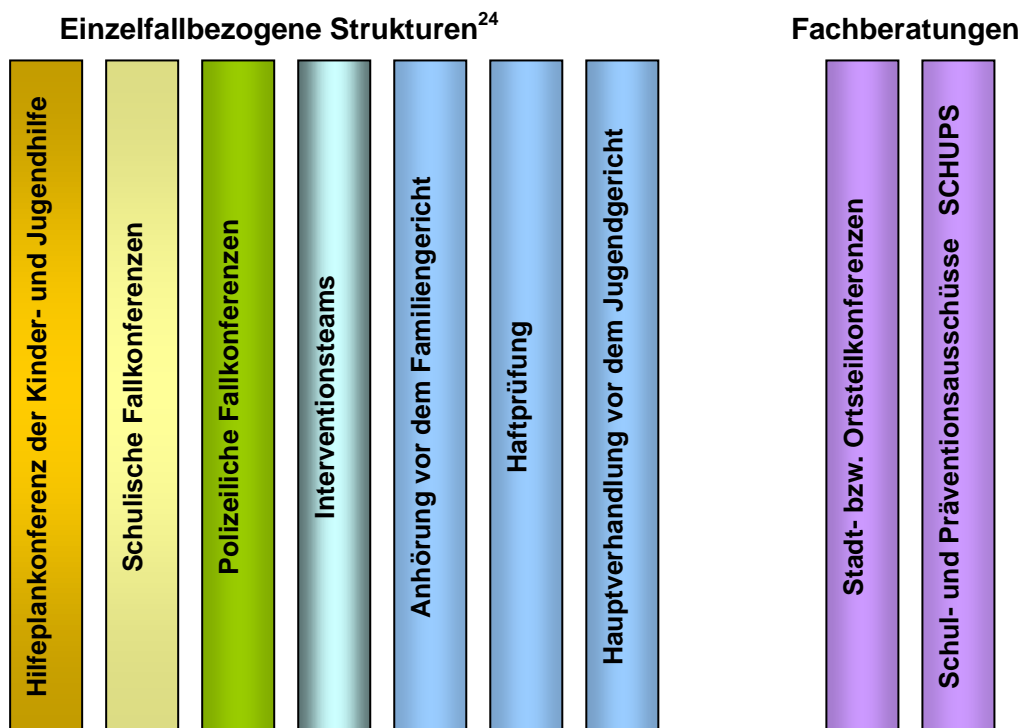 Einzelfallbezogene Strukturen24
Fachberatungen
Hilfeplankonferenz der Kinder- und Jugendhilfe
Schulische Fallkonferenzen
Polizeiliche Fallkonferenzen
Interventionsteams
Anhörung vor dem Familiengericht
Haftprüfung
Hauptverhandlung vor dem Jugendgericht
Stadt- bzw. Ortsteilkonferenzen
Schul- und Präventionsausschüsse SCHUPS